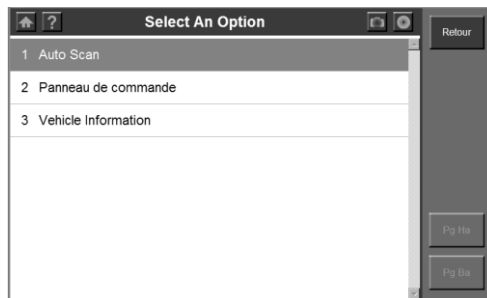 ? Select An Option
Retour
1 Auto Scan
2 Panneau de commande
3 Vehicle Information
Pg Ha
Pg Ba